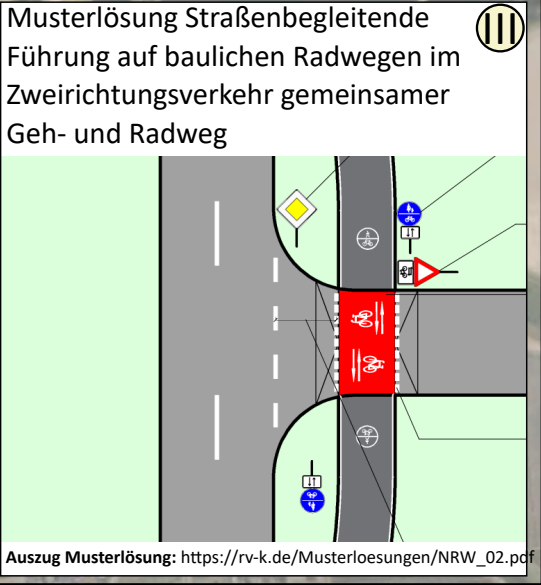 Musterlösung Straßenbegleitende
III
Führung auf baulichen Radwegen im
Zweirichtungsverkehr gemeinsamer
Geh- und Radweg
Auszug Musterlösung: https://rv-k.de/Musterloesungen/NRW_02.pdf